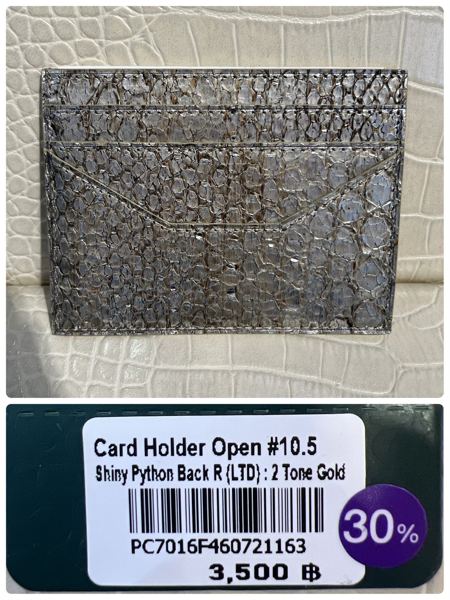 Card Holder Open #10.5
Shiny Python Back R {LTD} : 2 Tone Gold
PC7016F460721163
30%
3,500 ฿